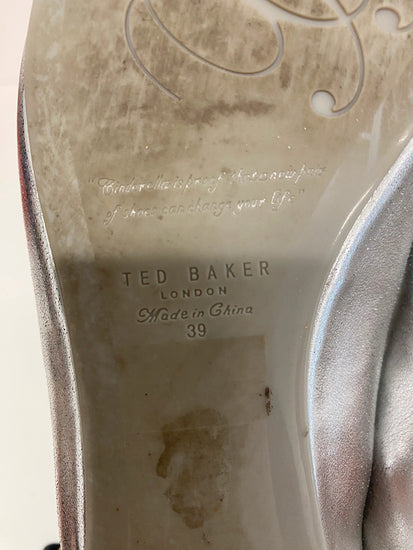 "Cinderella is proof that a new pair
of shoes can change your life"
TED BAKER
LONDON
Made in China
39